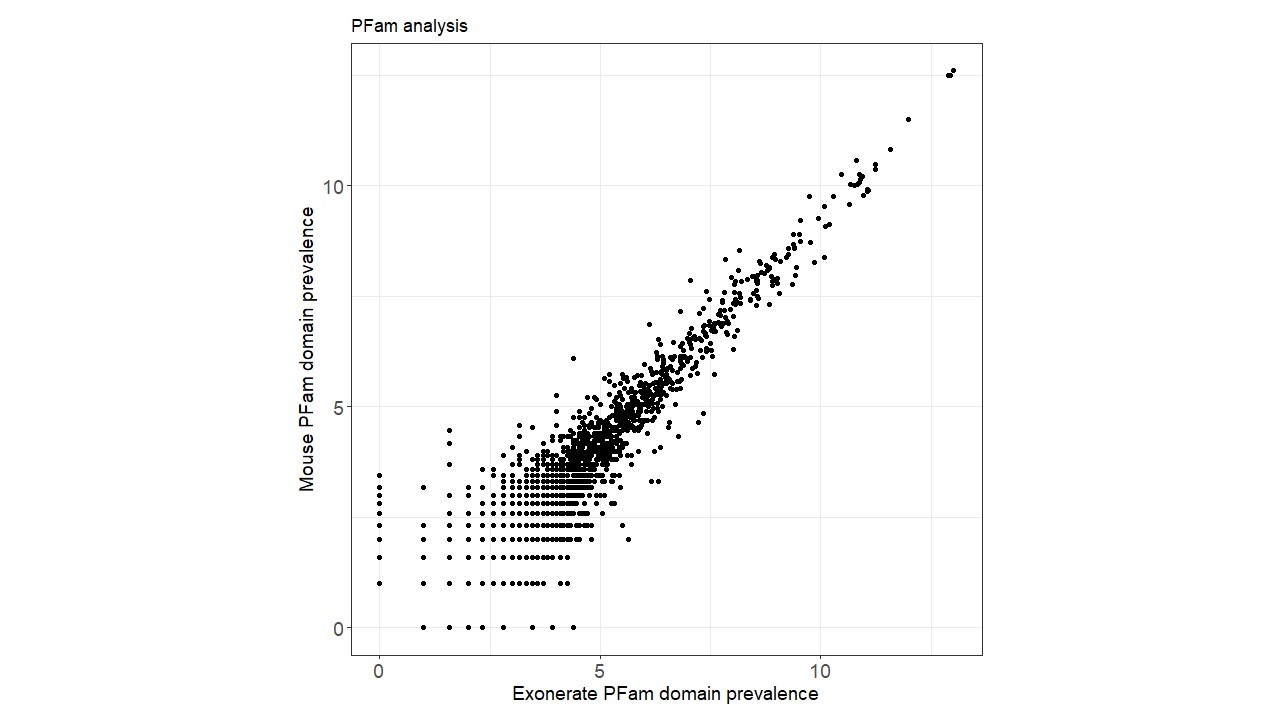 PFam analysis
Mouse PFam domain prevalence
10
5
0
0 5 10
Exonerate PFam domain prevalence